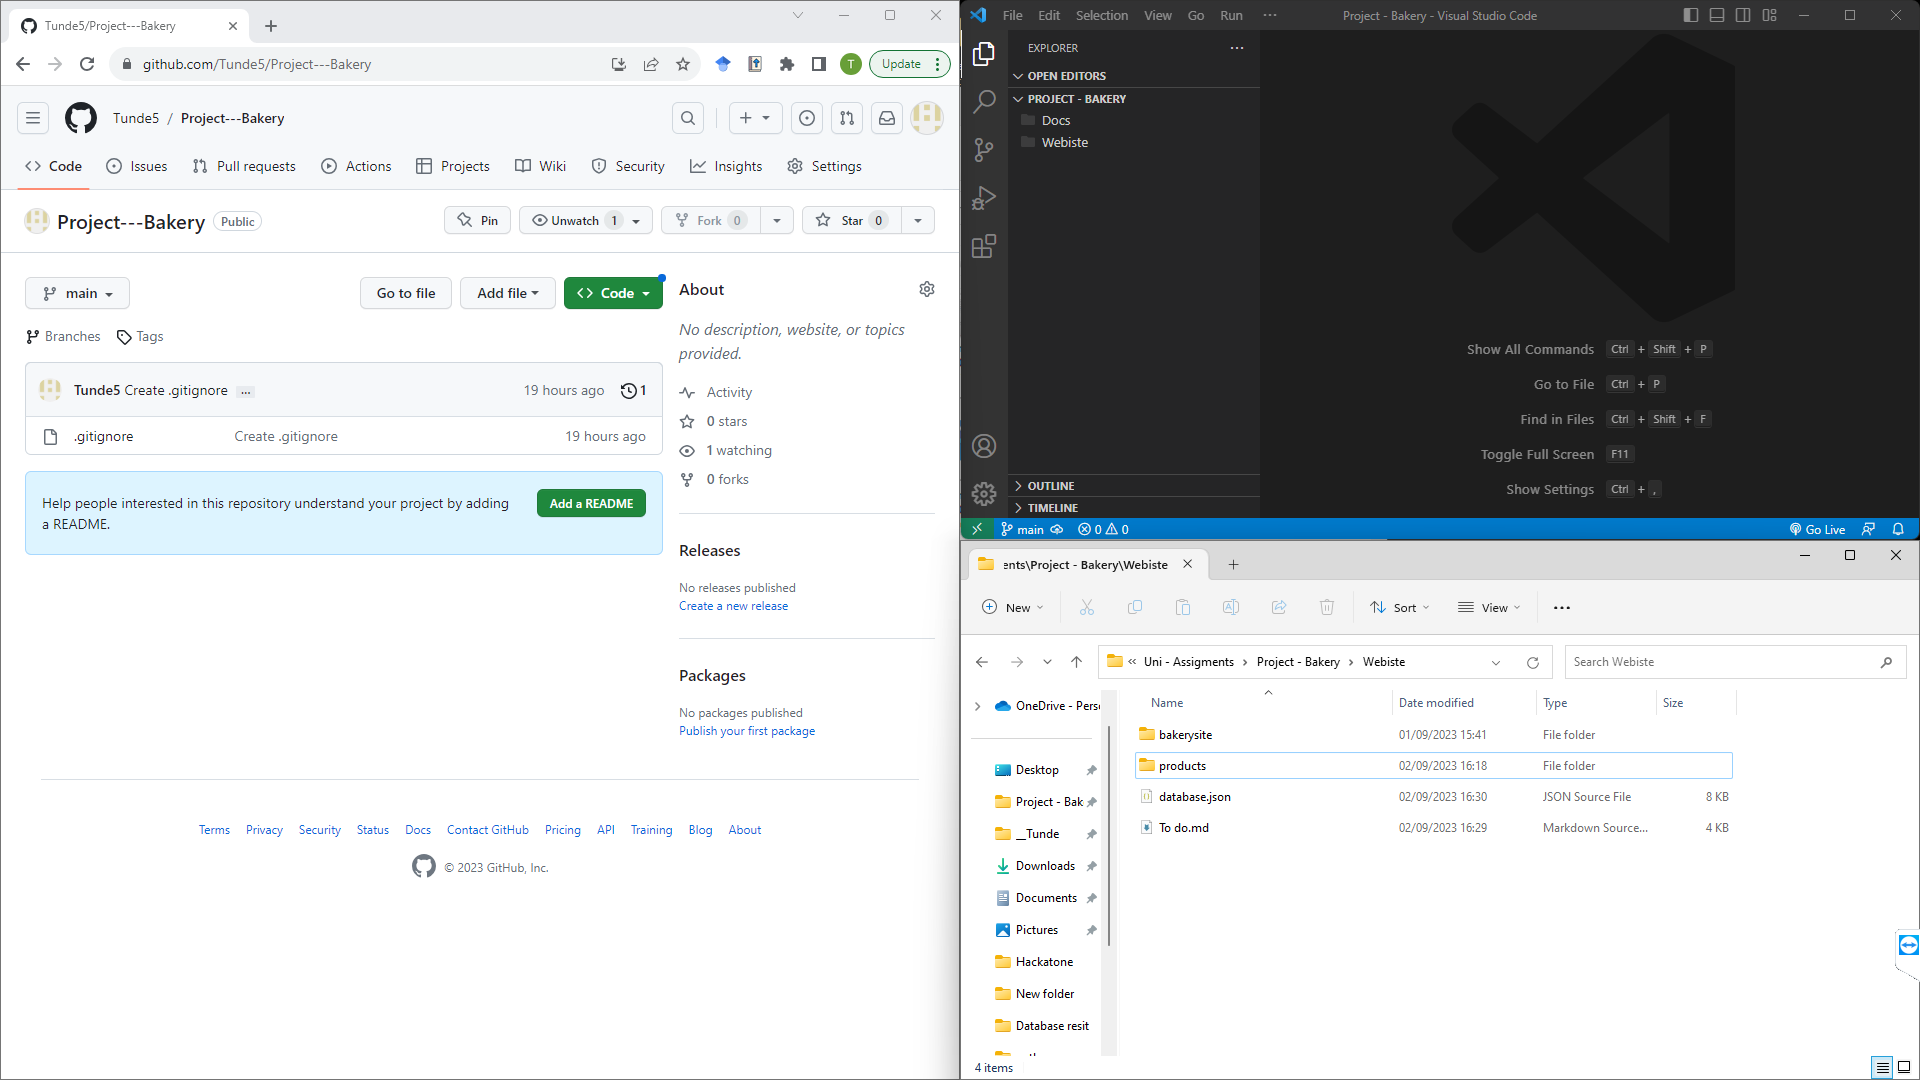 Tunde5/Project---Bakery
github.com/Tunde5/Project---Bakery
T
Update
Tunde5 / Project---Bakery
Code Issues Pull requests Actions Projects Wiki Security Insights Settings
Project---Bakery Public
Pin Unwatch 1 Fork 0 Star 0
main Go to file Add file Code
Branches Tags
Tunde5 Create .gitignore ... 19 hours ago 1
.gitignore Create .gitignore 19 hours ago
Help people interested in this repository understand your project by adding
a README.
Add a README
About
No description, website, or topics
provided.
Activity
0 stars
1 watching
0 forks
Releases
No releases published
Create a new release
Packages
No packages published
Publish your first package
Terms Privacy Security Status Docs Contact GitHub Pricing API Training Blog About
© 2023 GitHub, Inc.
File Edit Selection View Go Run ... Project - Bakery - Visual Studio Code
EXPLORER
OPEN EDITORS
PROJECT - BAKERY
Docs
Webiste
OUTLINE
TIMELINE
Show All Commands Ctrl + Shift + P
Go to File Ctrl + P
Find in Files Ctrl + Shift + F
Toggle Full Screen F11
Show Settings Ctrl + ,
main 0 0 Go Live
ents\Project - Bakery\Webiste
New Sort View ...
« Uni - Assigments > Project - Bakery > Webiste
Search Webiste
Name Date modified Type Size
bakerysite 01/09/2023 15:41 File folder
products 02/09/2023 16:18 File folder
database.json 02/09/2023 16:30 JSON Source File 8 KB
To do.md 02/09/2023 16:29 Markdown Source... 4 KB
OneDrive - Pers
Desktop
Project - Bak
__Tunde
Downloads
Documents
Pictures
Hackatone
New folder
Database resit
4 items